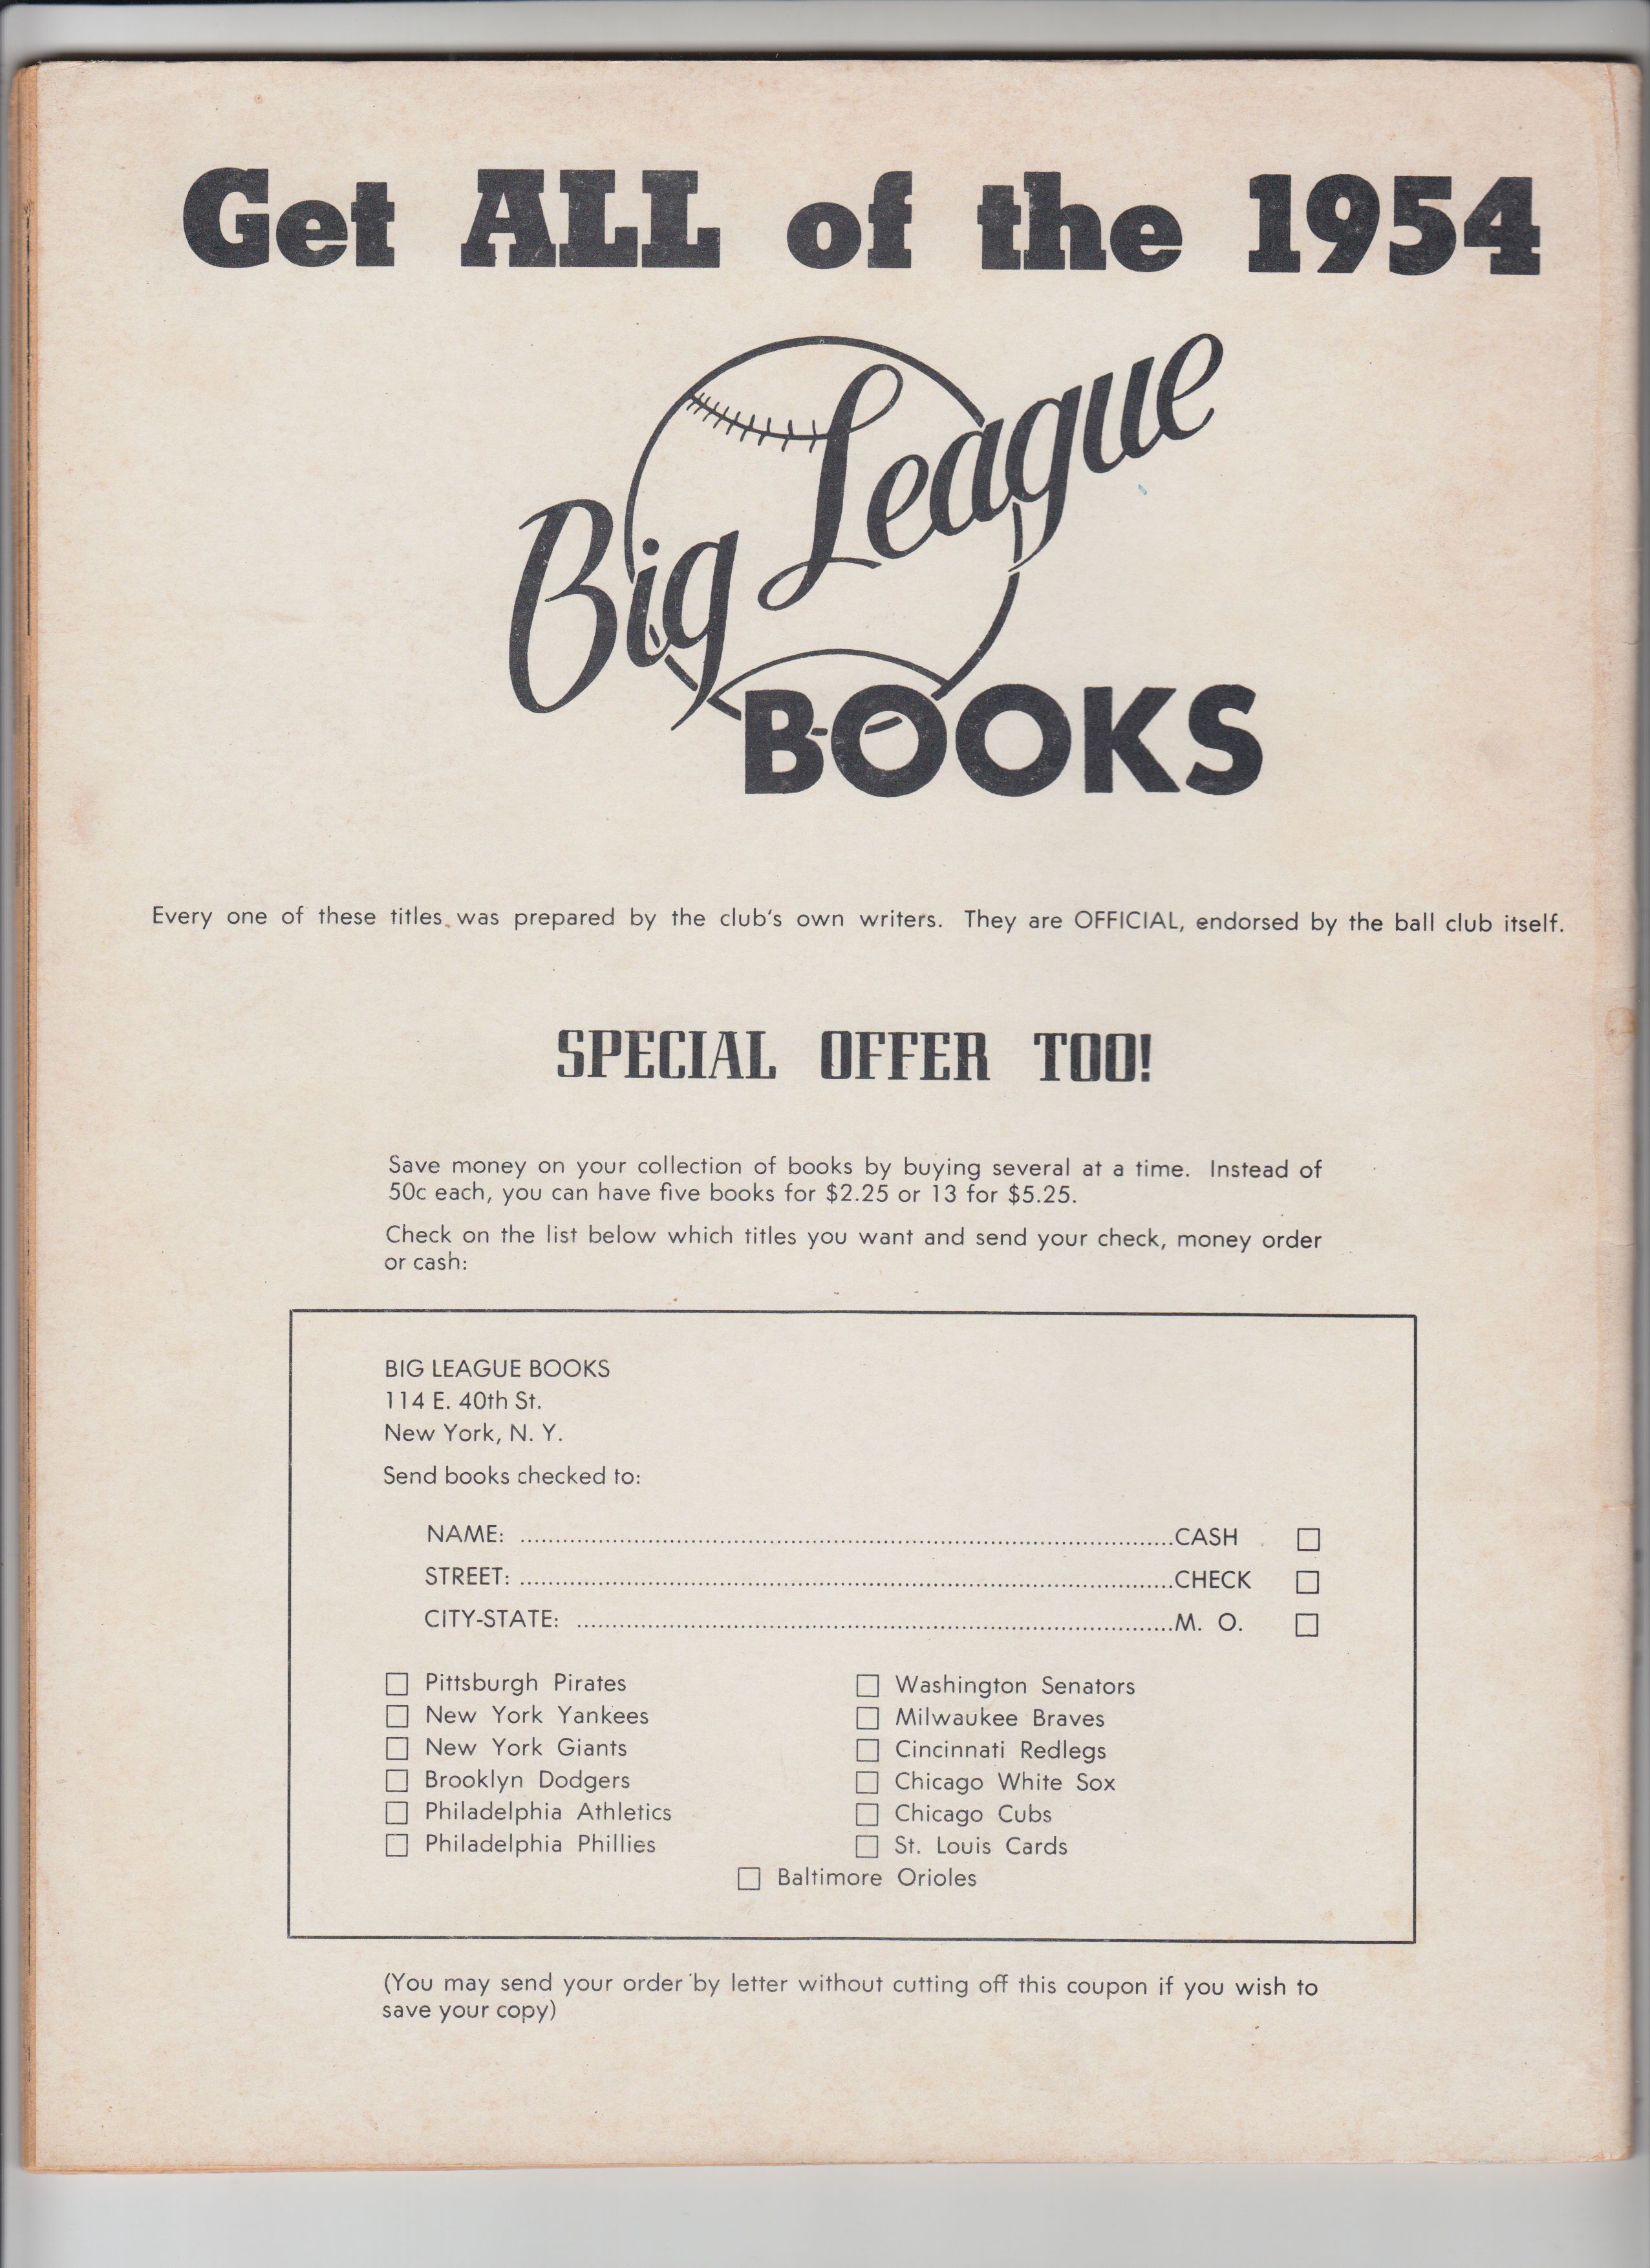 Get ALL of the 1954
Big League
BOOKS
Every one of these titles was prepared by the club's own writers. They are OFFICIAL, endorsed by the ball club itself.
SPECIAL OFFER TOO!
Save money on your collection of books by buying several at a time. Instead of
50c each, you can have five books for $2.25 or 13 for $5.25.
Check on the list below which titles you want and send your check, money order
or cash:
BIG LEAGUE BOOKS
114 E. 40th St.
New York, N. Y.
Send books checked to:
NAME: ........................................ CASH
STREET: ........................................ CHECK
CITY-STATE: ........................................ M. O.
Pittsburgh Pirates
New York Yankees
New York Giants
Brooklyn Dodgers
Philadelphia Athletics
Philadelphia Phillies
Washington Senators
Milwaukee Braves
Cincinnati Redlegs
Chicago White Sox
Chicago Cubs
St. Louis Cards
Baltimore Orioles
(You may send your order by letter without cutting off this coupon if you wish to
save your copy)